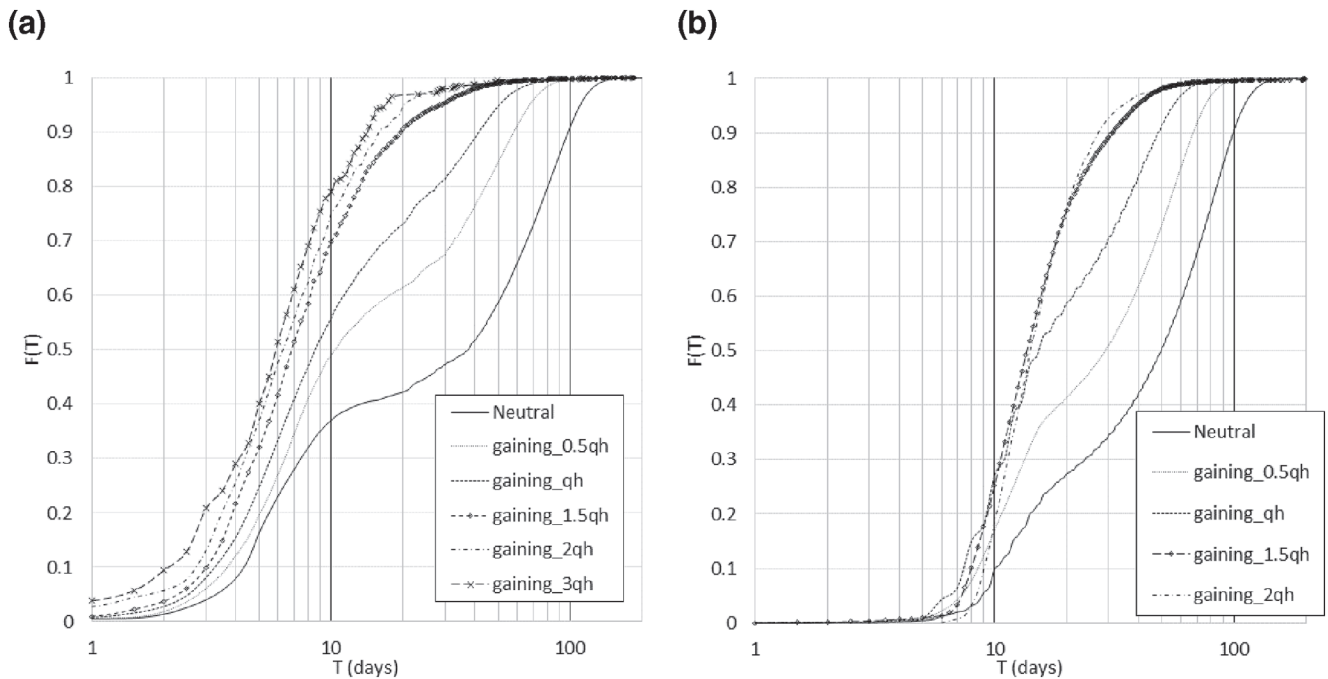 (a)
1
0.9
0.8
0.7
0.6
0.5
0.4
0.3
0.2
0.1
0
F(T)
1
10
100
T (days)
Neutral
gaining_0.5qh
gaining_qh
gaining_1.5qh
gaining_2qh
gaining_3qh
(b)
1
0.9
0.8
0.7
0.6
0.5
0.4
0.3
0.2
0.1
0
F(T)
1
10
100
T (days)
Neutral
gaining_0.5qh
gaining_qh
gaining_1.5qh
gaining_2qh